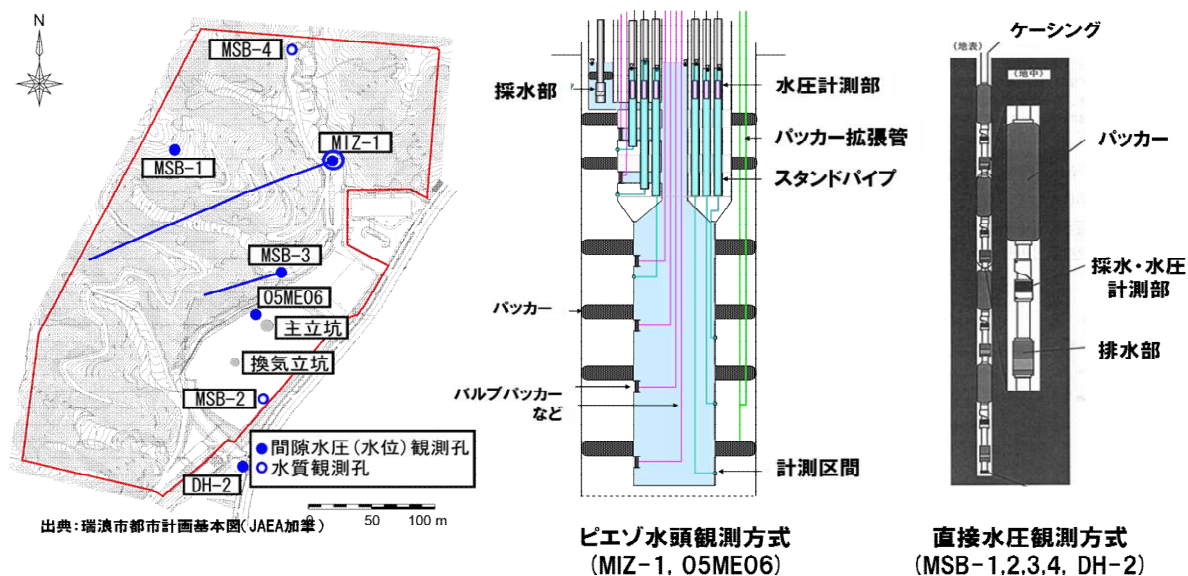 N
MSB-4
MSB-1
MIZ-1
MSB-3
05ME06
主立坑
換気立坑
MSB-2
●間隙水圧(水位)観測孔
○水質観測孔
DH-2
0 50 100 m
出典:瑞浪市都市計画基本図(JAEA加筆)
採水部
水圧計測部
パッカー拡張管
スタンドパイプ
パッカー
バルブパッカー
など
計測区間
ピエゾ水頭観測方式
(MIZ-1, 05ME06)
ケーシング
(地表)
(地中)
パッカー
採水・水圧
計測部
排水部
直接水圧観測方式
(MSB-1,2,3,4, DH-2)